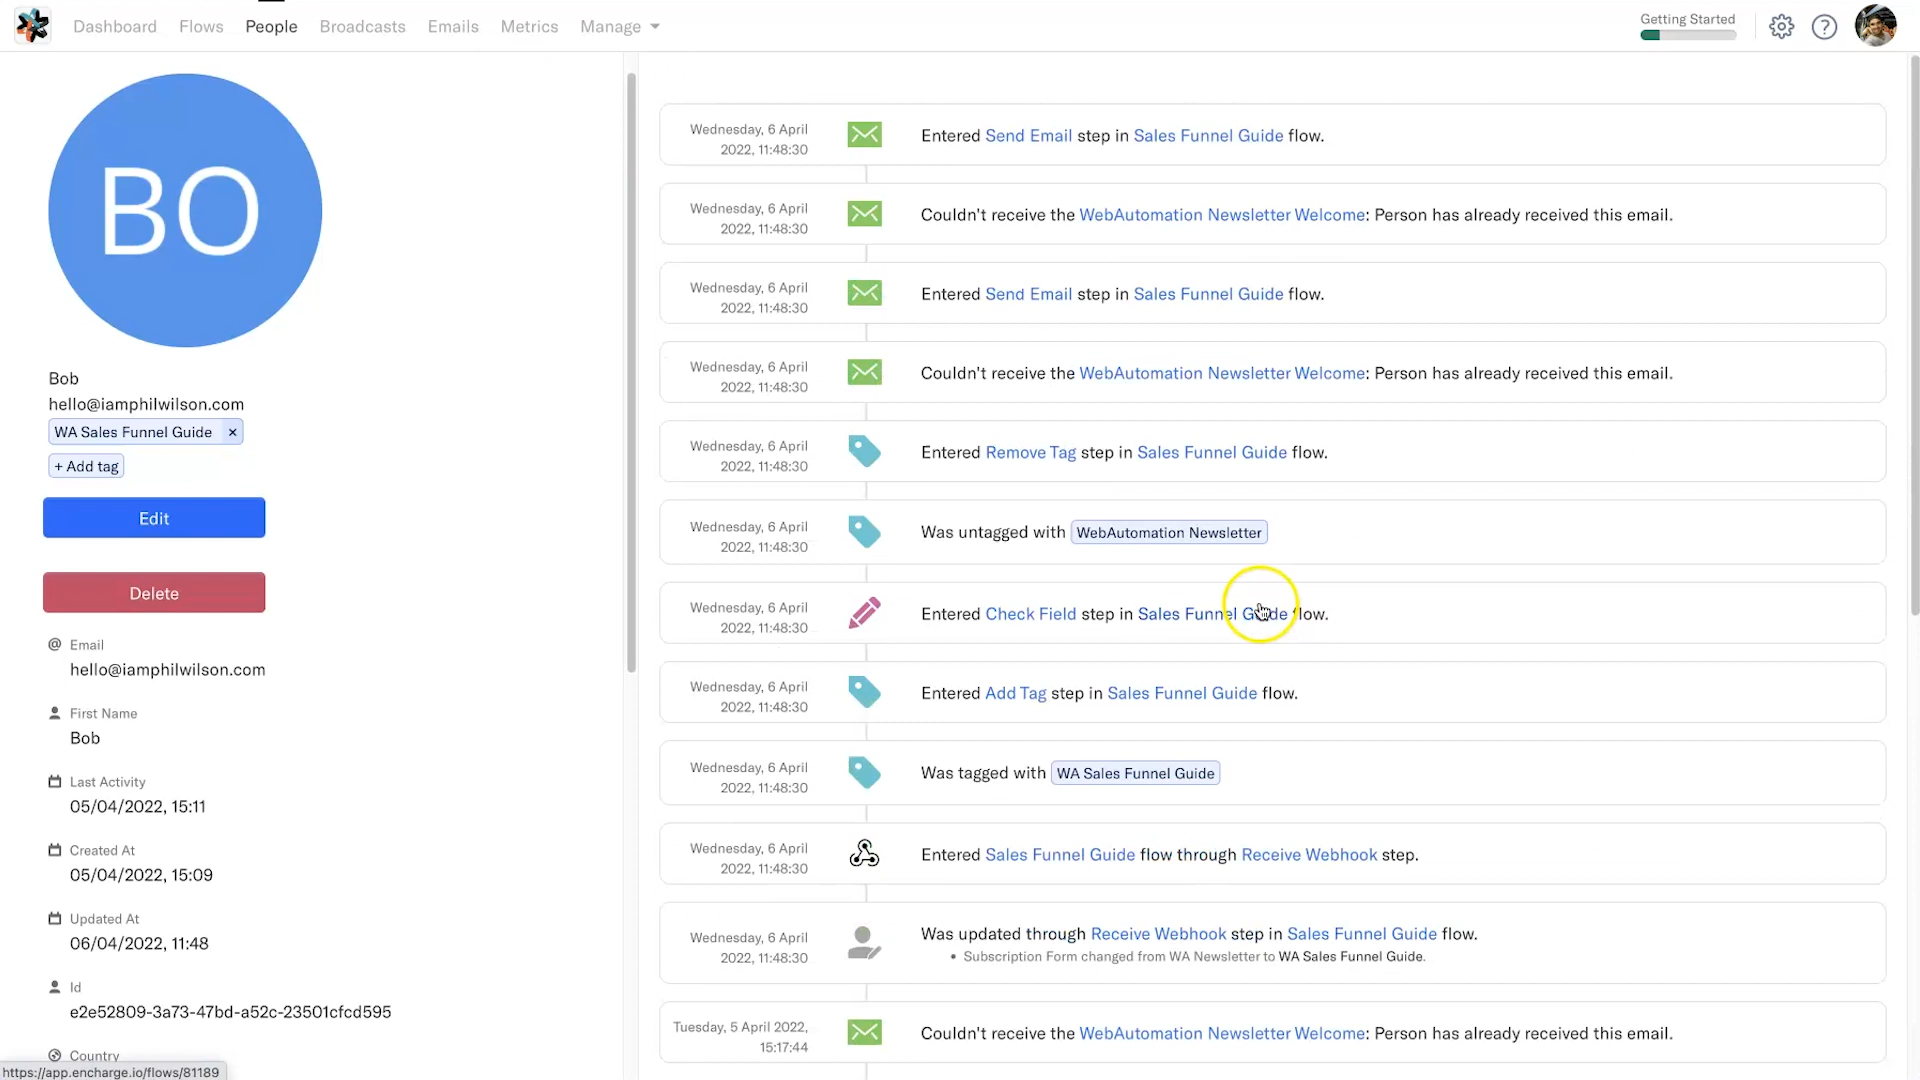 Dashboard Flows People Broadcasts Emails Metrics Manage
Getting Started
BO
Bob
hello@iamphilwilson.com
WA Sales Funnel Guide ×
+ Add tag
Edit
Delete
Email
hello@iamphilwilson.com
First Name
Bob
Last Activity
05/04/2022, 15:11
Created At
05/04/2022, 15:09
Updated At
06/04/2022, 11:48
Id
e2e52809-3a73-47bd-a52c-23501cfcd595
Country
https://app.encharge.io/flows/81189
Wednesday, 6 April
2022, 11:48:30
Entered Send Email step in Sales Funnel Guide flow.
Wednesday, 6 April
2022, 11:48:30
Couldn't receive the WebAutomation Newsletter Welcome: Person has already received this email.
Wednesday, 6 April
2022, 11:48:30
Entered Send Email step in Sales Funnel Guide flow.
Wednesday, 6 April
2022, 11:48:30
Couldn't receive the WebAutomation Newsletter Welcome: Person has already received this email.
Wednesday, 6 April
2022, 11:48:30
Entered Remove Tag step in Sales Funnel Guide flow.
Wednesday, 6 April
2022, 11:48:30
Was untagged with WebAutomation Newsletter
Wednesday, 6 April
2022, 11:48:30
Entered Check Field step in Sales Funnel Guide flow.
Wednesday, 6 April
2022, 11:48:30
Entered Add Tag step in Sales Funnel Guide flow.
Wednesday, 6 April
2022, 11:48:30
Was tagged with WA Sales Funnel Guide
Wednesday, 6 April
2022, 11:48:30
Entered Sales Funnel Guide flow through Receive Webhook step.
Wednesday, 6 April
2022, 11:48:30
Was updated through Receive Webhook step in Sales Funnel Guide flow.
• Subscription Form changed from WA Newsletter to WA Sales Funnel Guide.
Tuesday, 5 April 2022,
15:17:44
Couldn't receive the WebAutomation Newsletter Welcome: Person has already received this email.